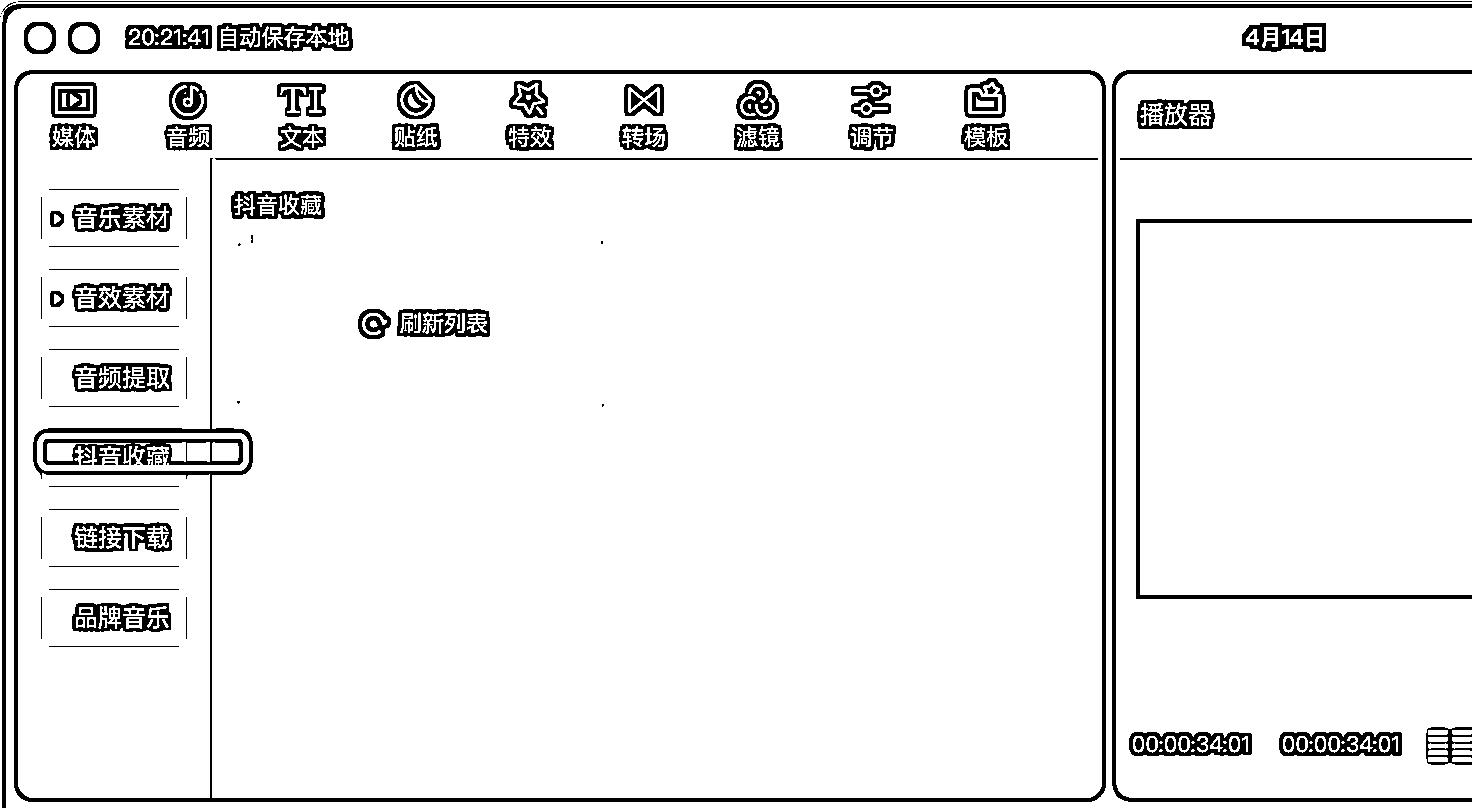 20:21:41 自动保存本地
4月14日
媒体 音频 文本 贴纸 特效 转场 滤镜 调节 模板
播放器
音乐素材
抖音收藏
音效素材
刷新列表
音频提取
抖音收藏
链接下载
品牌音乐
00:00:34:01 00:00:34:01